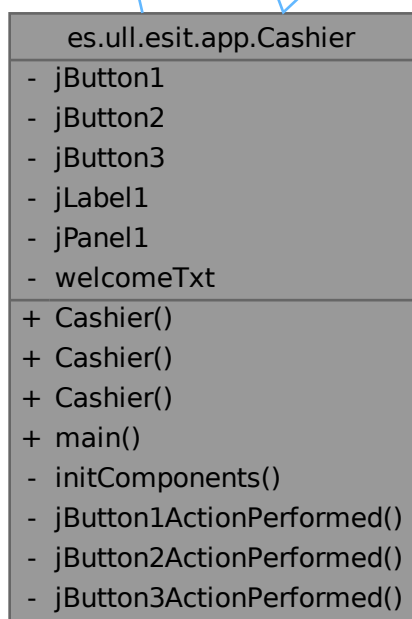 es.ull.esit.app.Cashier
- jButton1
- jButton2
- jButton3
- jLabel1
- jPanel1
- welcomeTxt
+ Cashier()
+ Cashier()
+ Cashier()
+ main()
- initComponents()
- jButton1ActionPerformed()
- jButton2ActionPerformed()
- jButton3ActionPerformed()